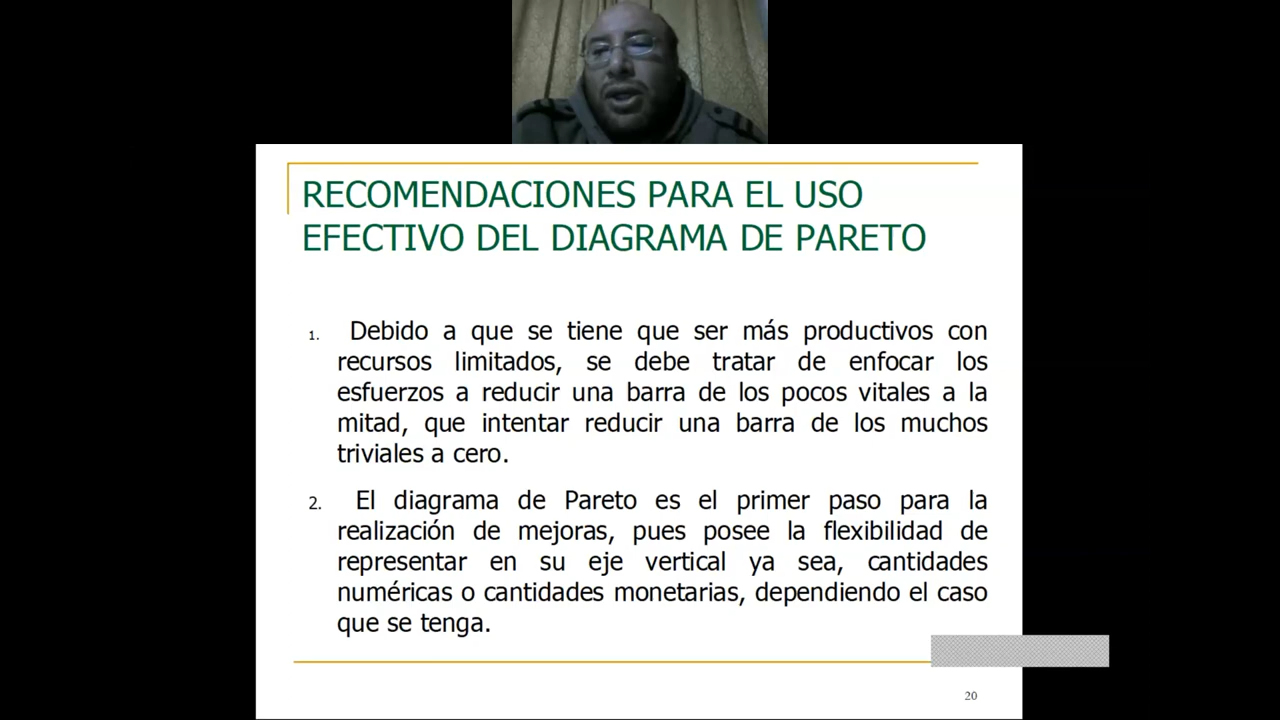 RECOMENDACIONES PARA EL USO
EFECTIVO DEL DIAGRAMA DE PARETO
1. Debido a que se tiene que ser más productivos con
recursos limitados, se debe tratar de enfocar los
esfuerzos a reducir una barra de los pocos vitales a la
mitad, que intentar reducir una barra de los muchos
triviales a cero.
2. El diagrama de Pareto es el primer paso para la
realización de mejoras, pues posee la flexibilidad de
representar en su eje vertical ya sea, cantidades
numéricas o cantidades monetarias, dependiendo el caso
que se tenga.
20